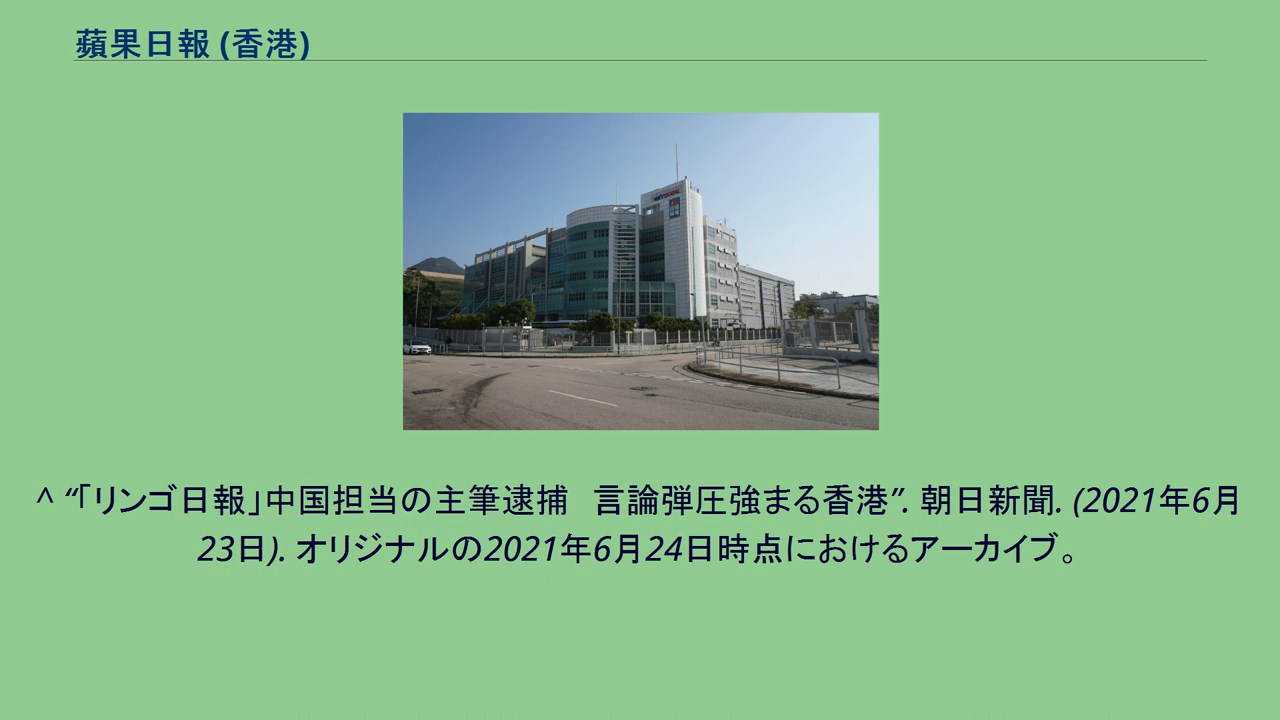 蘋果日報 (香港)
^ “「リンゴ日報」中国担当の主筆逮捕　言論弾圧強まる香港”. 朝日新聞. (2021年6月
23日). オリジナルの2021年6月24日時点におけるアーカイブ。